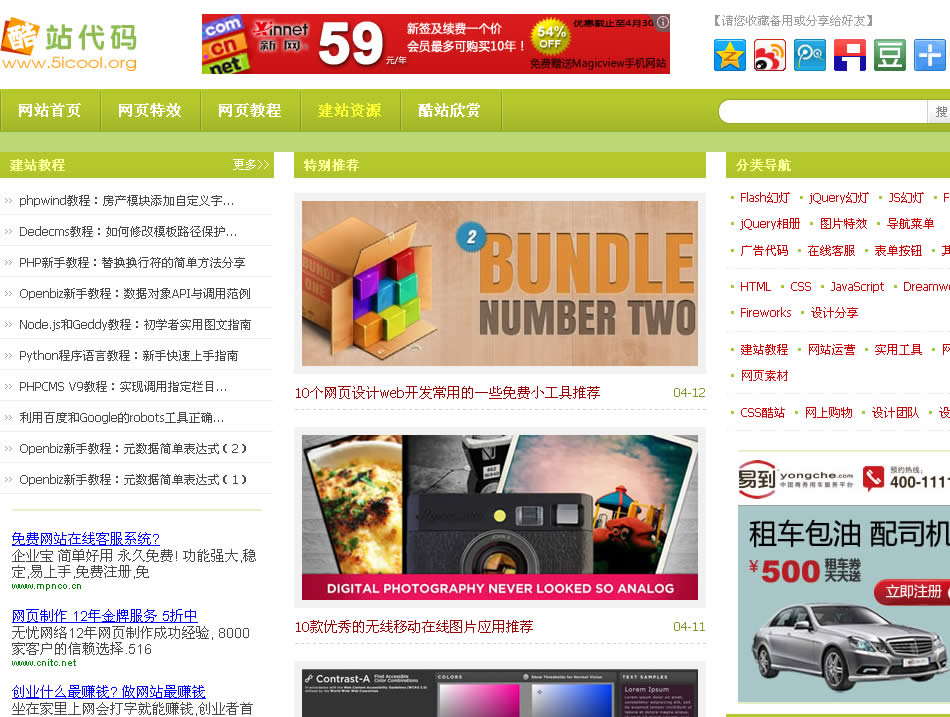 酷站代码
www.5icool.org
.com
.cn
.net
Xinnet
新网
59
元/年
新签及续费一个价
会员最多可购买10年！
54%
OFF
优惠截止至4月30
免费赠送Magicview手机网站
【请您收藏备用或分享给好友】
网站首页
网页特效
网页教程
建站资源
酷站欣赏
搜
建站教程
更多>>
phpwind教程：房产模块添加自定义字...
Dedecms教程：如何修改模板路径保护...
PHP新手教程：替换换行符的简单方法分享
Openbiz新手教程：数据对象API与调用范例
Node.js和Geddy教程：初学者实用图文指南
Python程序语言教程：新手快速上手指南
PHPCMS V9教程：实现调用指定栏目...
利用百度和Google的robots工具正确...
Openbiz新手教程：元数据简单表达式（2）
Openbiz新手教程：元数据简单表达式（1）
免费网站在线客服系统?
企业宝 简单好用 永久免费! 功能强大,稳
定,易上手,免费注册,免
www.mpnco.cn
网页制作 12年金牌服务 5折中
无忧网络12年网页制作成功经验, 8000
家客户的信赖选择.516
www.cnitc.net
创业什么最赚钱? 做网站最赚钱
坐在家里上网会打字就能赚钱,创业者首
特别推荐
2
BUNDLE
NUMBER TWO
10个网页设计web开发常用的一些免费小工具推荐
04-12
DIGITAL PHOTOGRAPHY NEVER LOOKED SO ANALOG
10款优秀的无线移动在线图片应用推荐
04-11
Contrast-A
Find Accessible
Color Combinations
COLORS
Show Thresholds for Normal Vision
TEXT SAMPLE
Lorem Ipsum
分类导航
Flash幻灯 jQuery幻灯 JS幻灯 F
jQuery相册 图片特效 导航菜单
广告代码 在线客服 表单按钮 其
HTML CSS JavaScript Dreamwe
Fireworks 设计分享
建站教程 网站运营 实用工具 网
网页素材
CSS酷站 网上购物 设计团队 设
易到
yongche.com
中国商务用车服务平台
预约热线：
400-111
租车包油 配司机
¥500
租车卷
天天送
立即注册